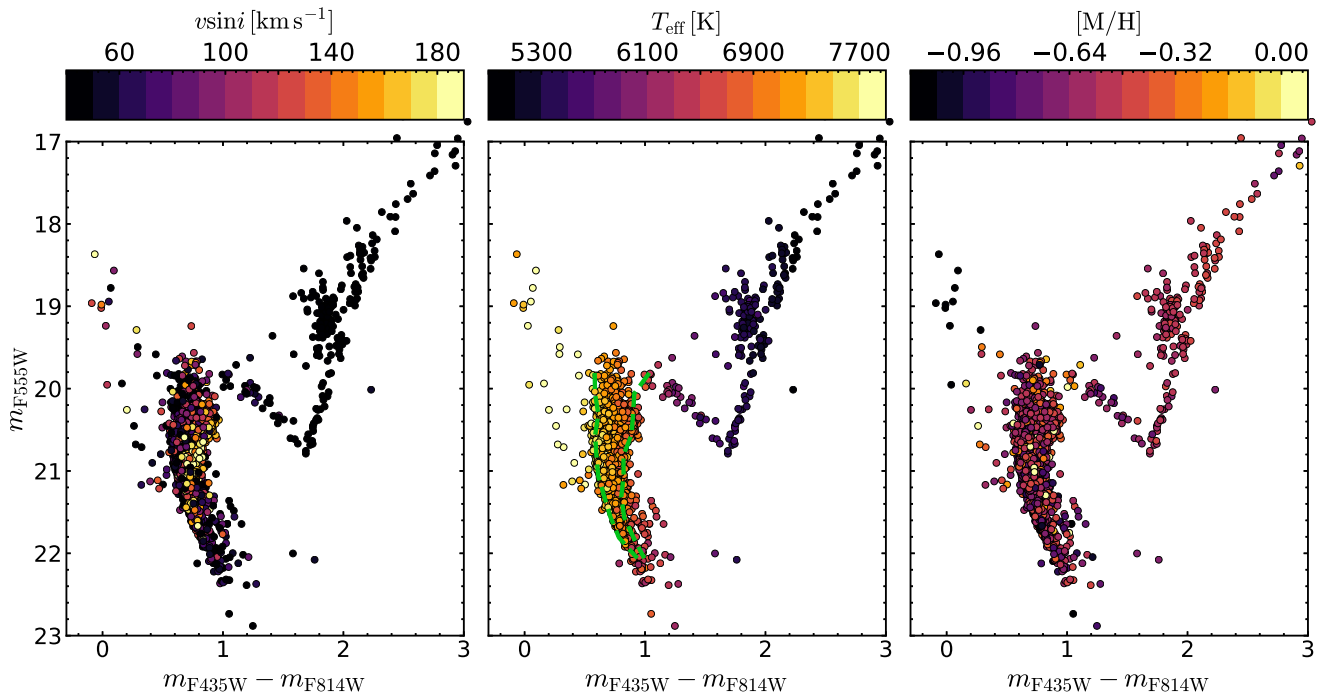 vsini [km s⁻¹]
60 100 140 180
T_eff [K]
5300 6100 6900 7700
[M/H]
−0.96 −0.64 −0.32 0.00
m_F555W
17
18
19
20
21
22
23
0 1 2 3
0 1 2 3
0 1 2 3
m_F435W − m_F814W
m_F435W − m_F814W
m_F435W − m_F814W